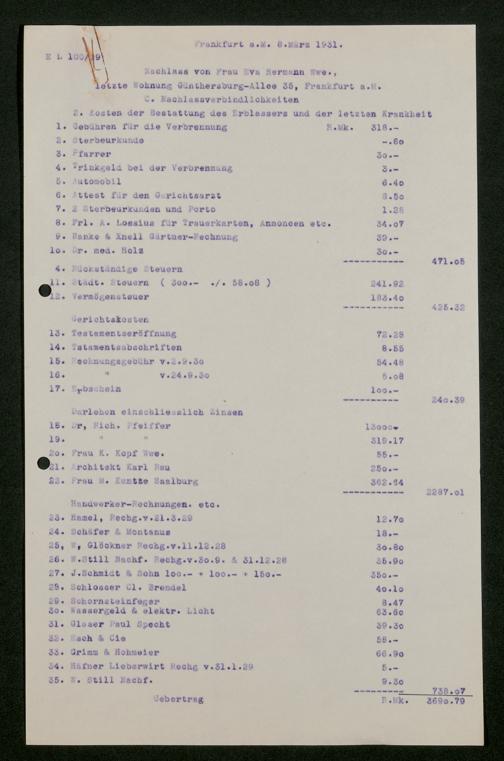 Frankfurt a.M. 8.März 1931.
E i. 100/29
Nachlass von Frau Eva Hermann Wwe.,
letzte Wohnung Günthersburg-Allee 35, Frankfurt a.M.
C. Nachlassverbindlichkeiten
2. Kosten der Bestattung des Erblassers und der letzten Krankheit
1. Gebühren für die Verbrennung R.Mk. 318.-
2. Sterbeurkunde -.60
3. Pfarrer 30.-
4. Trinkgeld bei der Verbrennung 3.-
5. Automobil 6.40
6. Attest für den Gerichtsarzt 8.50
7. 2 Sterbeurkunden und Porto 1.28
8. Frl. A. Lossius für Trauerkarten, Annoncen etc. 34.07
9. Hanke & Knell Gärtner-Rechnung 39.-
10. Dr. med. Holz 30.-
471.05
4. Rückständige Steuern
11. Städt. Steuern ( 300.- ./. 58.08 ) 241.92
12. Vermögensteuer 183.40
425.32
Gerichtskosten
13. Testamentseröffnung 72.28
14. Tstamentsabschriften 8.55
15. Rechnungsgebühr v.2.9.30 54.48
16. " v.24.9.30 5.08
17. Erbschein 100.-
240.39
Darlehen einschliesslich Zinsen
18. Dr, Rich. Pfeiffer 13000-
19. " " 319.17
20. Frau K. Kopf Wwe. 55.-
21. Architekt Karl Rau 250.-
22. Frau M. Kuntze Saalburg 362.84
2287.01
Handwerker-Rechnungen. etc.
23. Hamel, Rechg.v.21.3.29 12.70
24. Schäfer & Montanus 18.-
25, W, Glöckner Rechg.v.11.12.28 30.80
26. W.Still Nachf. Rechg.v.30.9. & 31.12.28 35.90
27. J.Schmidt & Sohn 100.- + 100.- + 150.- 350.-
28. Schlosser Cl. Brendel 40.10
29. Schornsteinfeger 8.47
30. Wassergeld & elektr. Licht 63.60
31. Glaser Paul Specht 39.30
32. Esch & Cie 58.-
33. Grimm & Hohmeier 66.90
34. Häfner Lieberwirt Rechg v.31.1.29 5.-
35. W. Still Nachf. 9.30
738.07
Uebertrag R.Mk. 3690.79